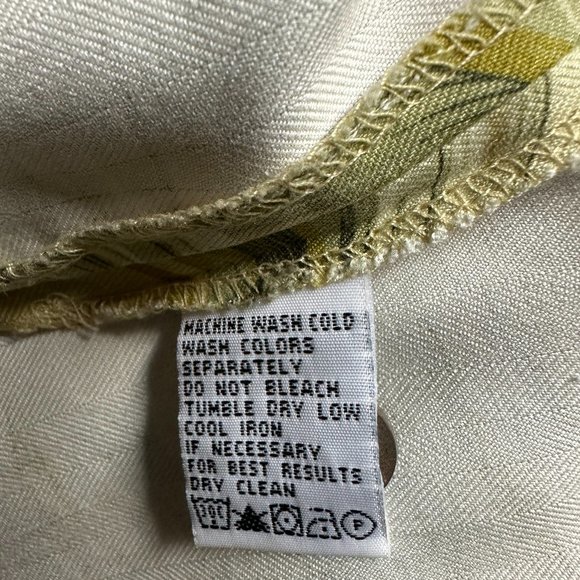 MACHINE WASH COLD
WASH COLORS
SEPARATELY
DO NOT BLEACH
TUMBLE DRY LOW
COOL IRON
IF NECESSARY
FOR BEST RESULTS
DRY CLEAN
30C P